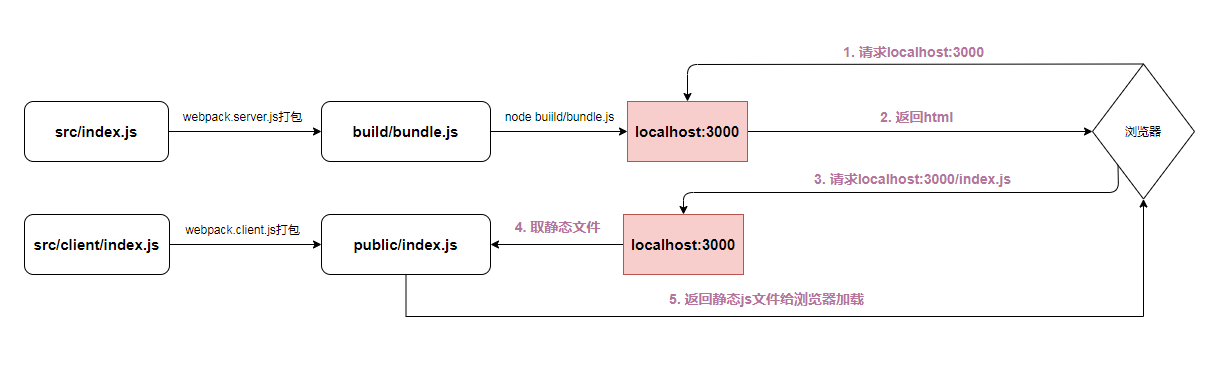 1. 请求localhost:3000
src/index.js
webpack.server.js打包
build/bundle.js
node buiild/bundle.js
localhost:3000
2. 返回html
浏览器
3. 请求localhost:3000/index.js
src/client/index.js
webpack.client.js打包
public/index.js
4. 取静态文件
localhost:3000
5. 返回静态js文件给浏览器加载